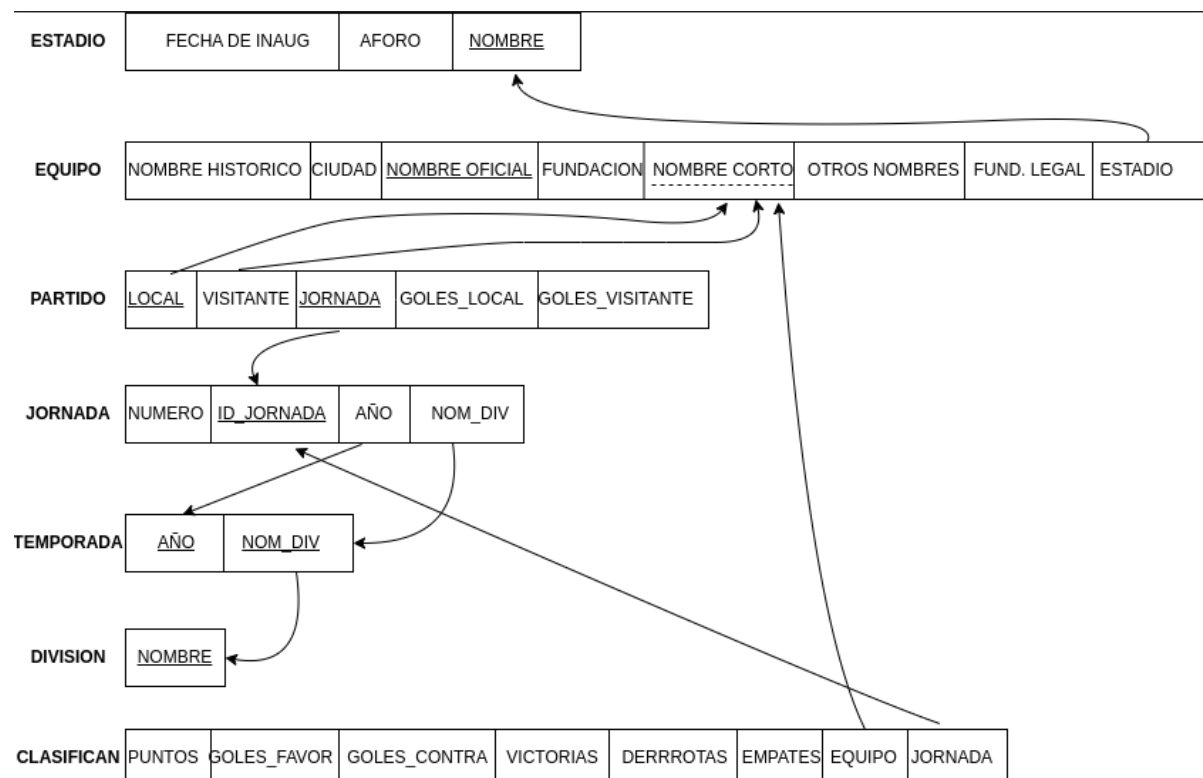 ESTADIO FECHA DE INAUG AFORO NOMBRE
EQUIPO NOMBRE HISTORICO CIUDAD NOMBRE OFICIAL FUNDACION NOMBRE CORTO OTROS NOMBRES FUND. LEGAL ESTADIO
PARTIDO LOCAL VISITANTE JORNADA GOLES_LOCAL GOLES_VISITANTE
JORNADA NUMERO ID_JORNADA AÑO NOM_DIV
TEMPORADA AÑO NOM_DIV
DIVISION NOMBRE
CLASIFICAN PUNTOS GOLES_FAVOR GOLES_CONTRA VICTORIAS DERRROTAS EMPATES EQUIPO JORNADA